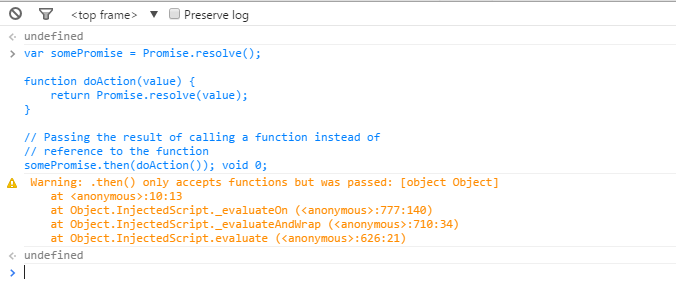 <top frame> ▼ Preserve log
undefined
var somePromise = Promise.resolve();
function doAction(value) {
    return Promise.resolve(value);
}
// Passing the result of calling a function instead of
// reference to the function
somePromise.then(doAction()); void 0;
Warning: .then() only accepts functions but was passed: [object Object]
    at <anonymous>:10:13
    at Object.InjectedScript._evaluateOn (<anonymous>:777:140)
    at Object.InjectedScript._evaluateAndWrap (<anonymous>:710:34)
    at Object.InjectedScript.evaluate (<anonymous>:626:21)
undefined